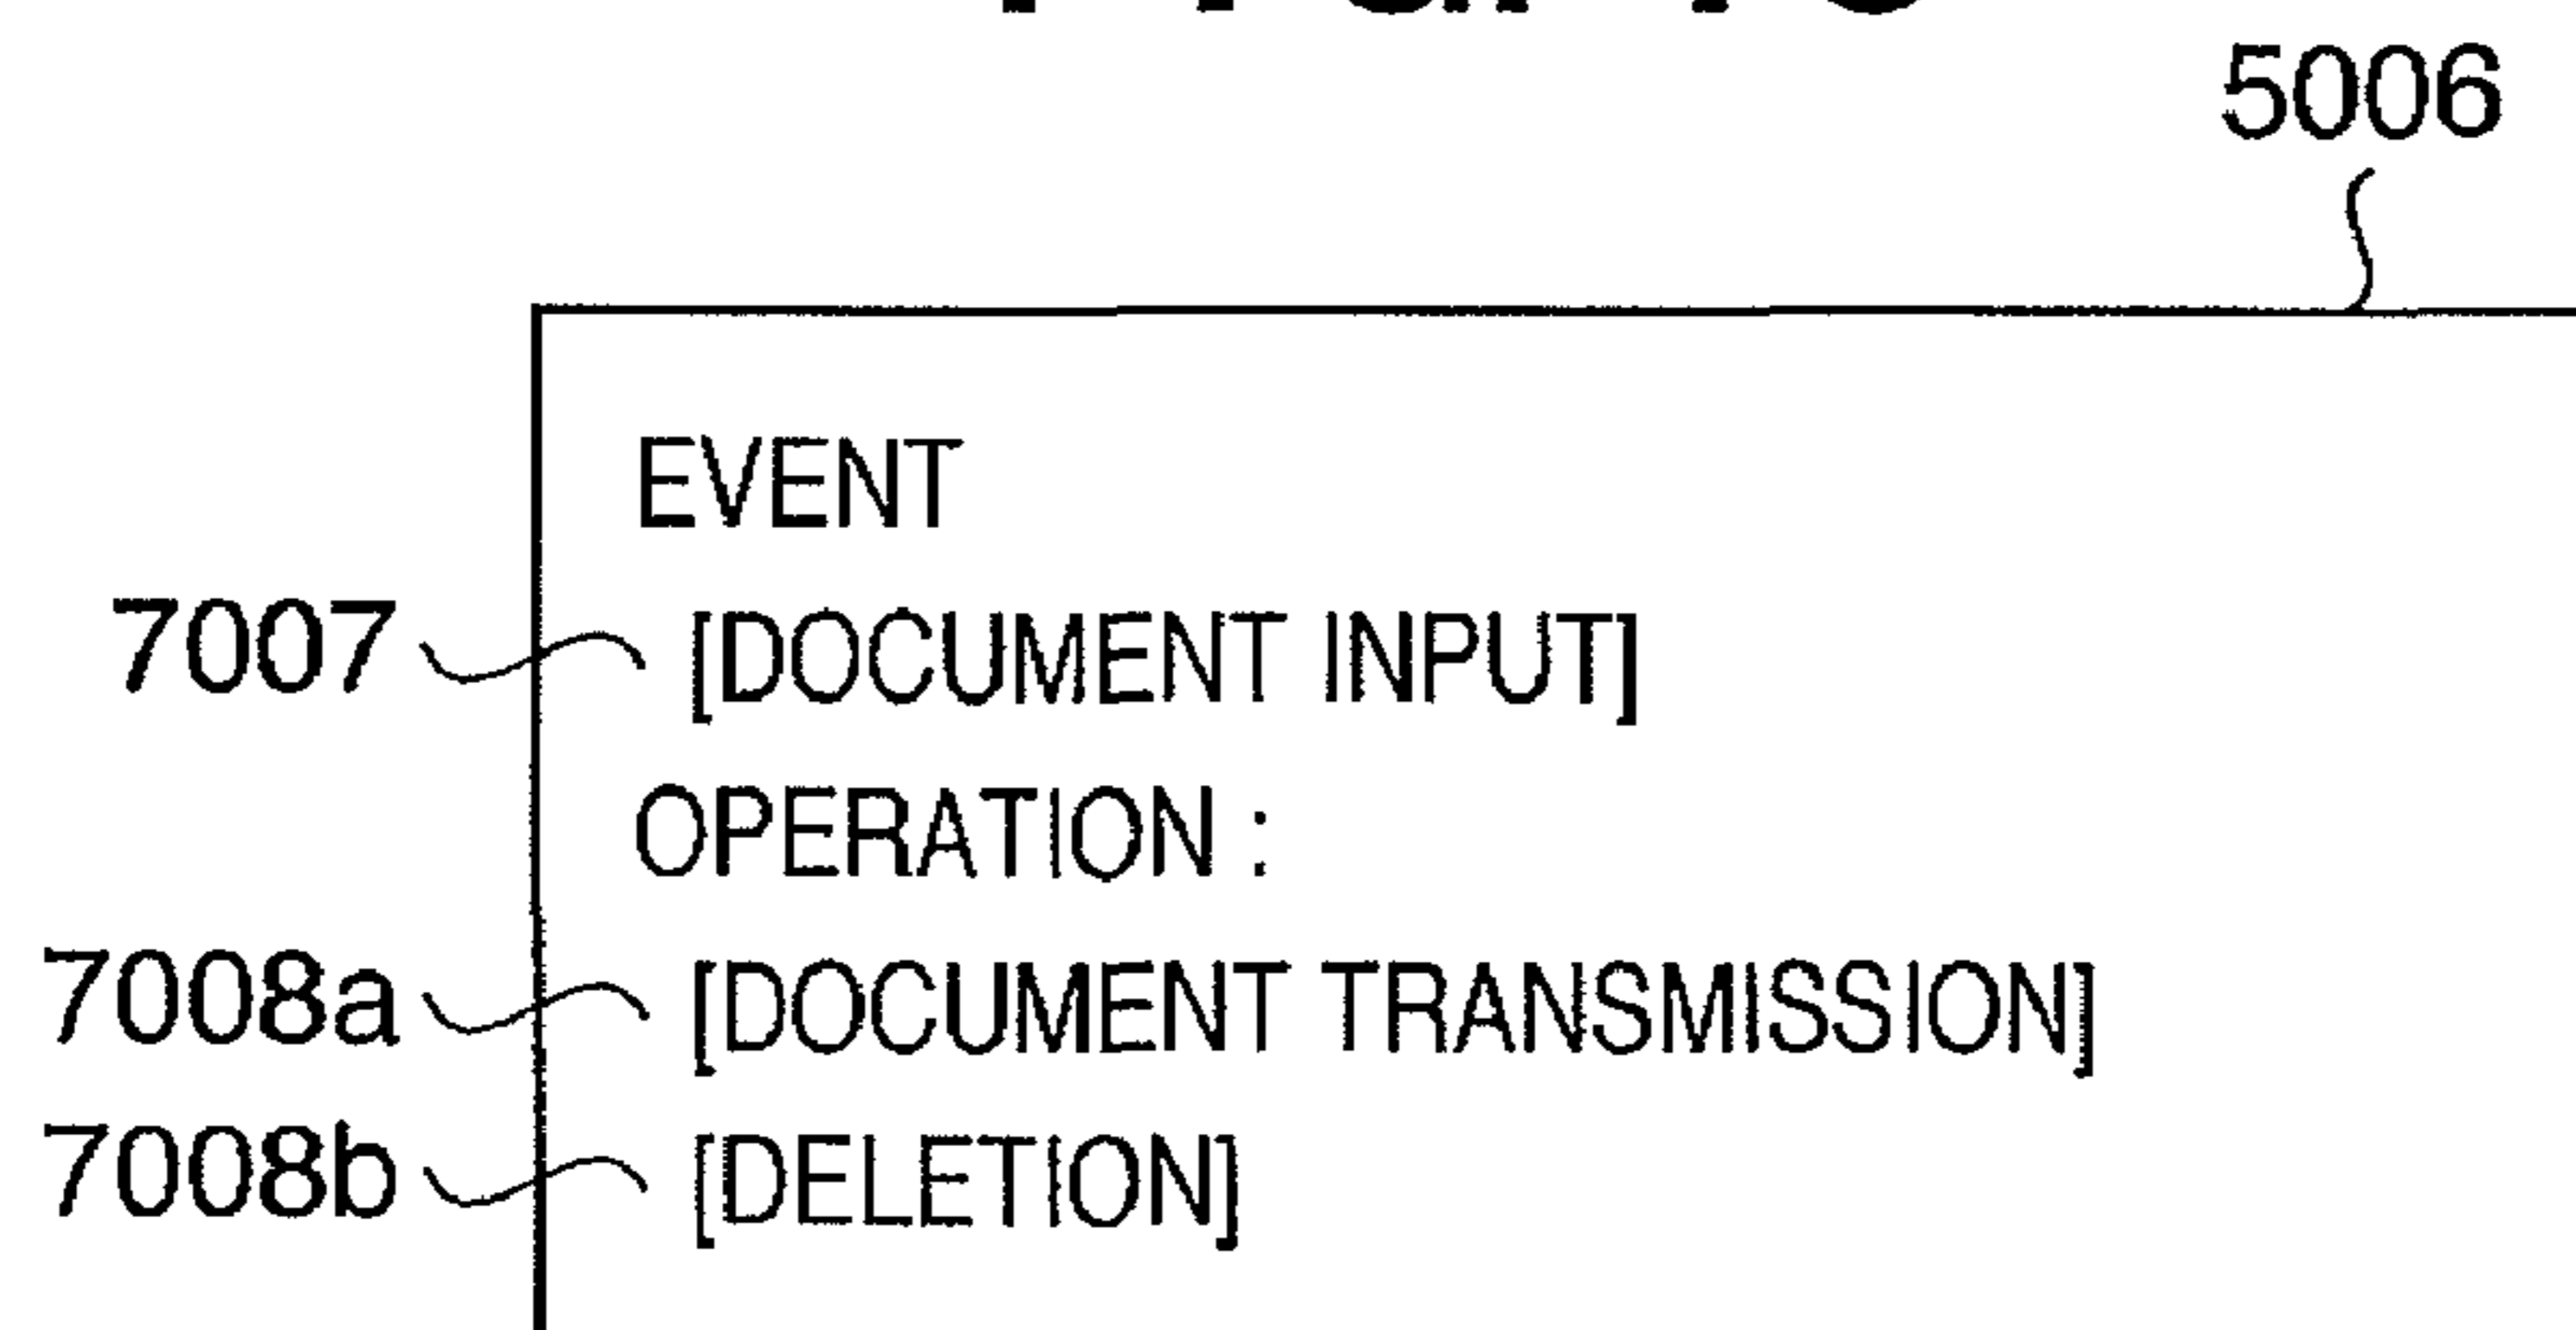 5006
EVENT
7007 [DOCUMENT INPUT]
OPERATION :
7008a [DOCUMENT TRANSMISSION]
7008b [DELETION]